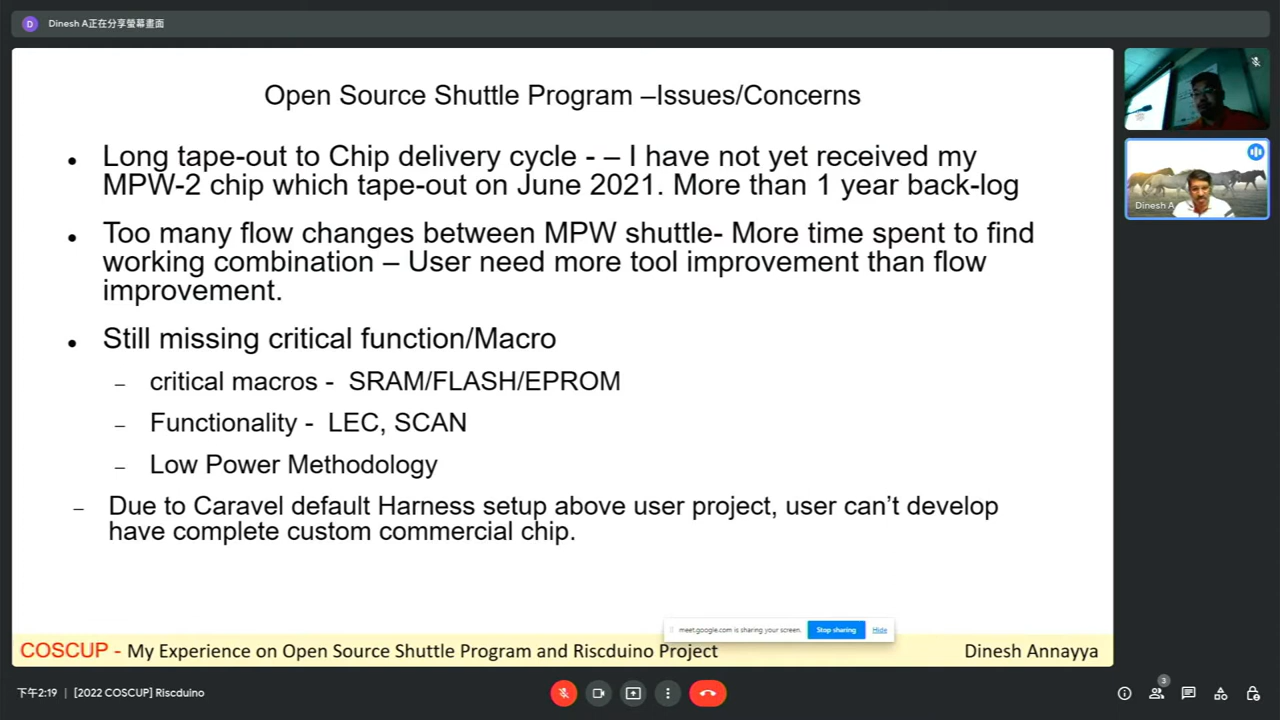 D
Dinesh A正在分享螢幕畫面
Open Source Shuttle Program –Issues/Concerns
● Long tape-out to Chip delivery cycle - – I have not yet received my
MPW-2 chip which tape-out on June 2021. More than 1 year back-log
● Too many flow changes between MPW shuttle- More time spent to find
working combination – User need more tool improvement than flow
improvement.
● Still missing critical function/Macro
– critical macros - SRAM/FLASH/EPROM
– Functionality - LEC, SCAN
– Low Power Methodology
– Due to Caravel default Harness setup above user project, user can’t develop
have complete custom commercial chip.
meet.google.com is sharing your screen. Stop sharing Hide
COSCUP - My Experience on Open Source Shuttle Program and Riscduino Project Dinesh Annayya
Dinesh A
下午2:19 | [2022 COSCUP] Riscduino
3